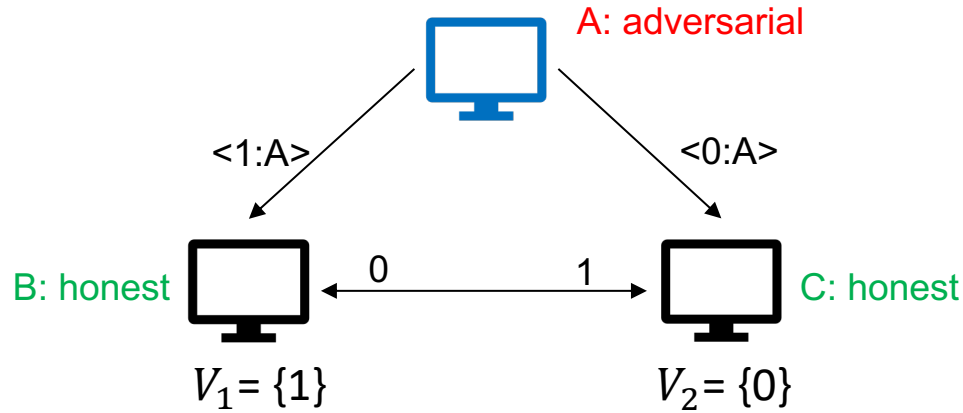 A: adversarial
<1:A>
<0:A>
B: honest
0
1
C: honest
V₁= {1}
V₂= {0}